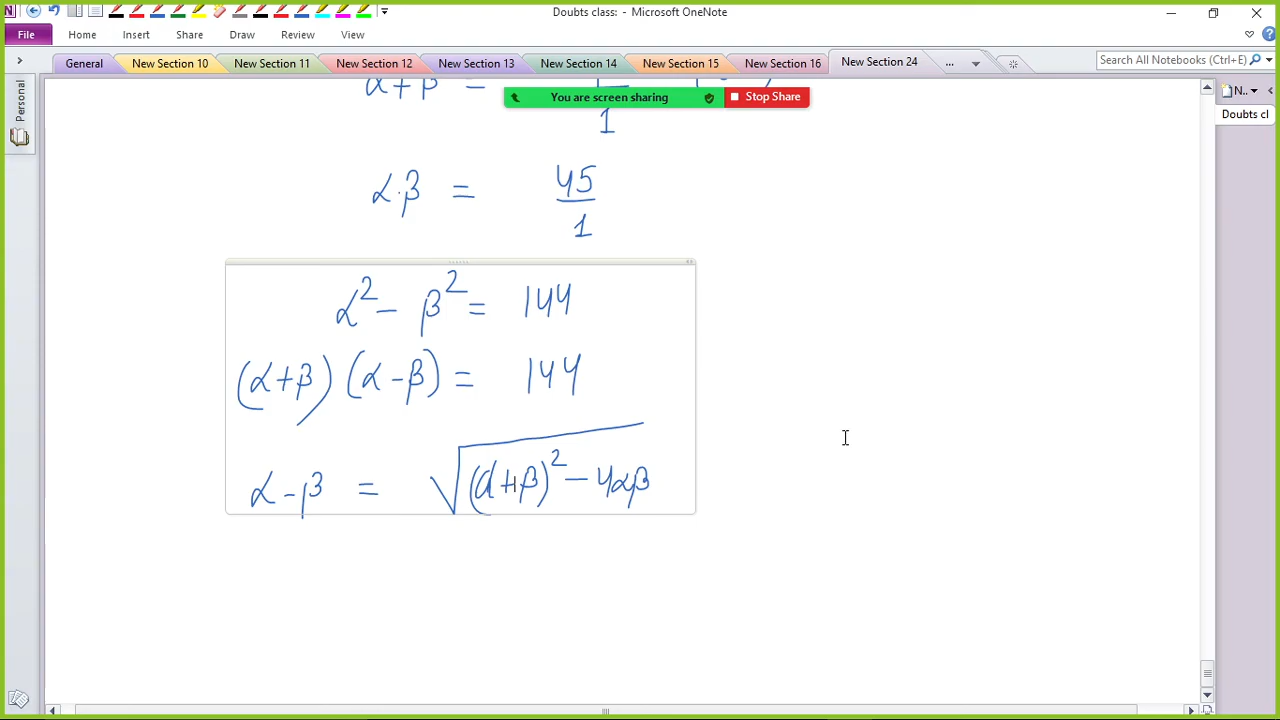 Doubts class: - Microsoft OneNote
File Home Insert Share Draw Review View
General New Section 10 New Section 11 New Section 12 New Section 13 New Section 14 New Section 15 New Section 16 New Section 24 ... Search All Notebooks (Ctrl+E)
You are screen sharing Stop Share
Personal
N..
Doubts cl
α+β =
1
α·β = 45/1
α² - β² = 144
(α+β) (α-β) = 144
α-β = √(α+β)² - 4αβ